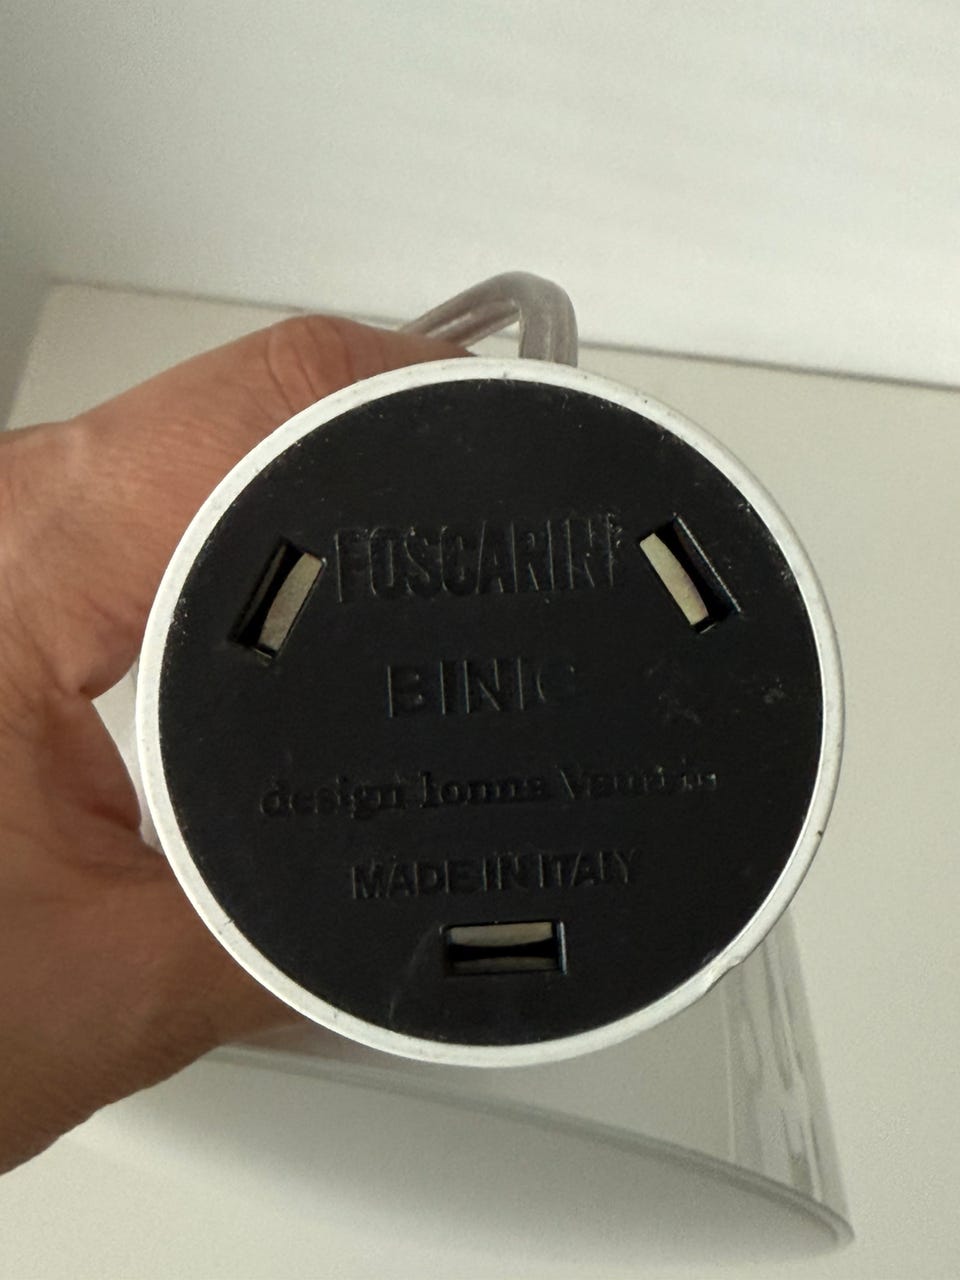 FOSCARINI
BINIC
design Ionna Vautrin
MADE IN ITALY